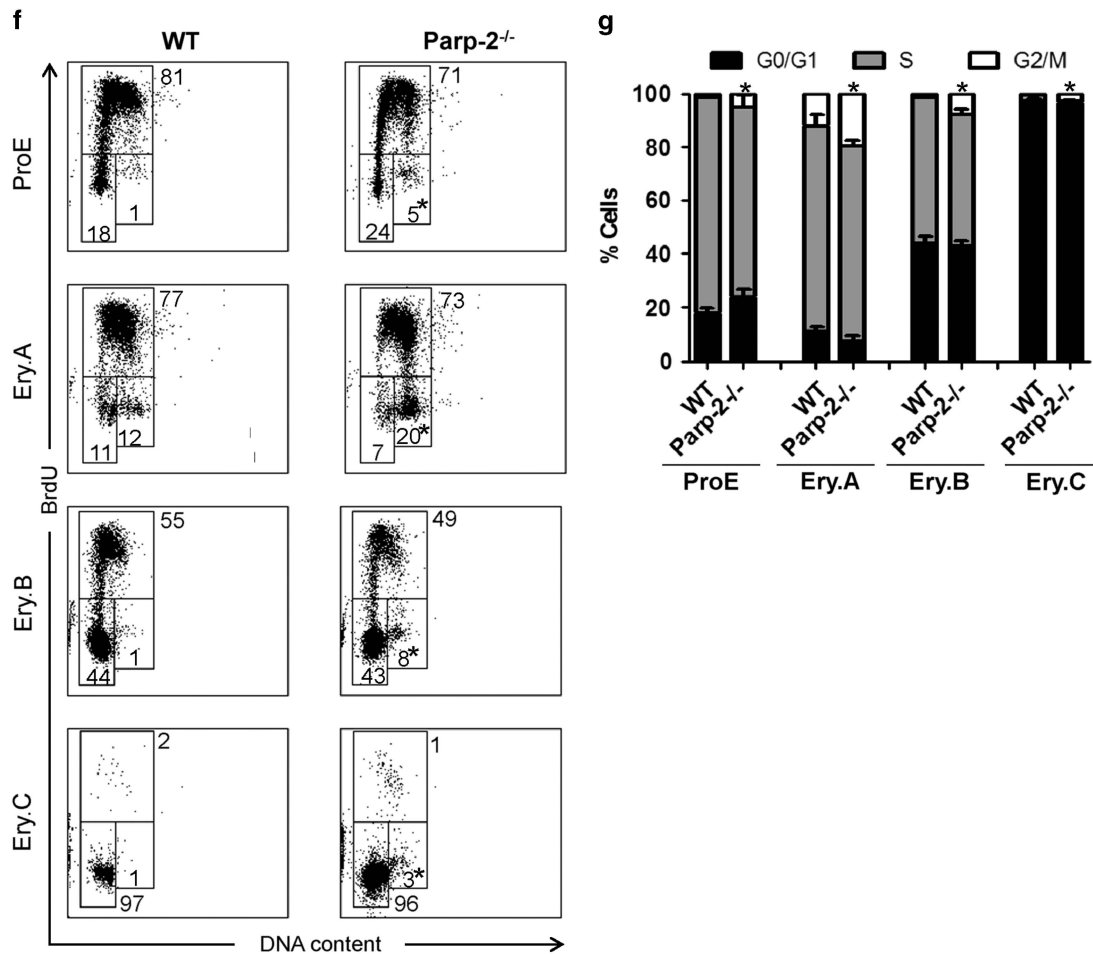 f
WT
Parp-2-/-
ProE
81
18
1
71
24
5*
Ery.A
77
11
12
73
7
20*
BrdU
Ery.B
55
44
1
49
43
8*
Ery.C
2
1
97
1
3*
96
DNA content
g
G0/G1 S G2/M
% Cells
100
80
60
40
20
0
* * * *
WT Parp-2-/- WT Parp-2-/- WT Parp-2-/- WT Parp-2-/-
ProE Ery.A Ery.B Ery.C